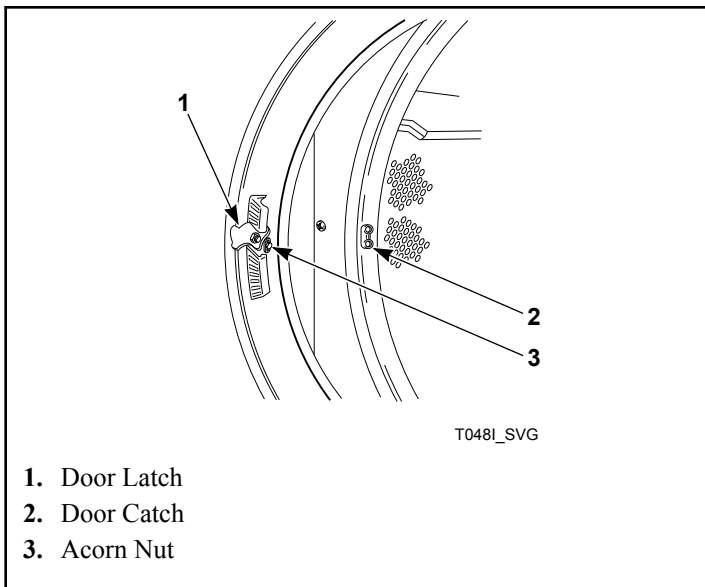 1
2
3
T048I_SVG
1. Door Latch
2. Door Catch
3. Acorn Nut